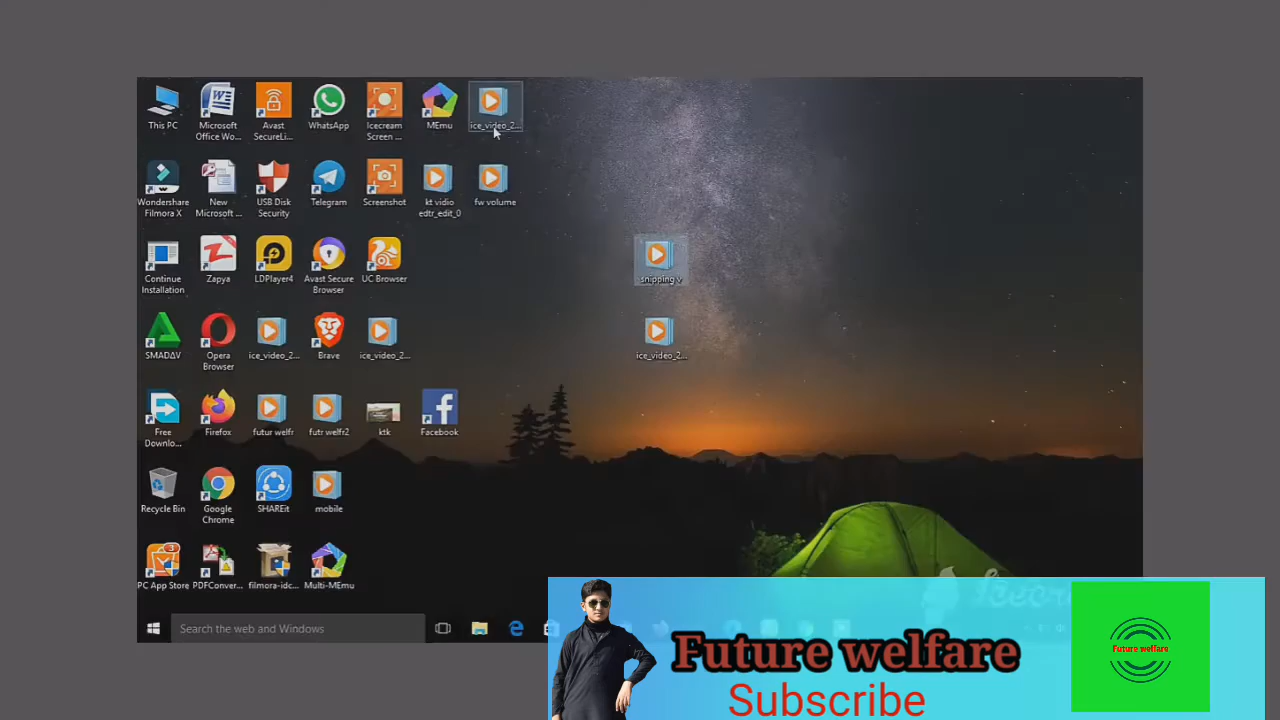 This PC
Microsoft
Office Wo...
Avast
SecureLi...
WhatsApp
Icecream
Screen ...
MEmu
ice_video_2...
Wondershare
Filmora X
New
Microsoft ...
USB Disk
Security
Telegram
Screenshot
kt vidio
edtr_edit_0
fw volume
Continue
Installation
Zapya
LDPlayer4
Avast Secure
Browser
UC Browser
snipping v
SMADΔV
Opera
Browser
ice_video_2...
Brave
ice_video_2...
ice_video_2...
Free
Downlo...
Firefox
futur welfr
futr welfr2
ktk
Facebook
Recycle Bin
Google
Chrome
SHAREit
mobile
3
PC App Store
PDFConver...
filmora-idc...
Multi-MEmu
Search the web and Windows
Future welfare
Subscribe
Future welfare